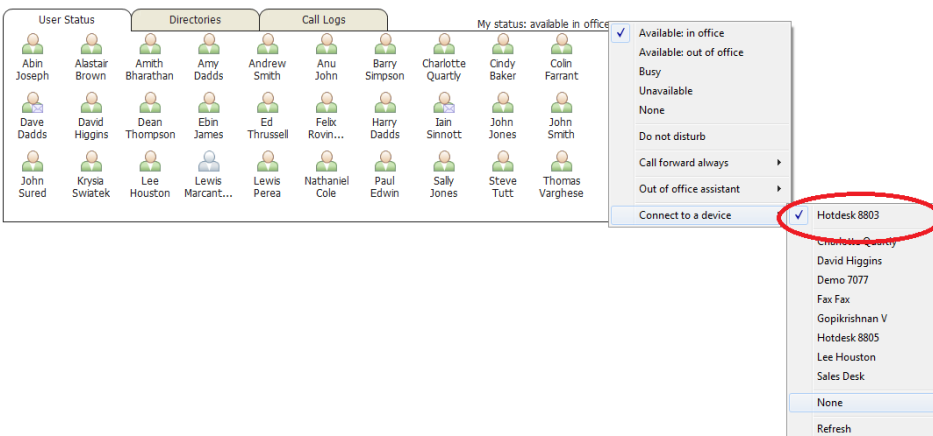 User Status
Directories
Call Logs
My status: available in office
Abin Joseph
Alastair Brown
Amith Bharathan
Amy Dadds
Andrew Smith
Anu John
Barry Simpson
Charlotte Quartly
Cindy Baker
Colin Farrant
Dave Dadds
David Higgins
Dean Thompson
Ebin James
Ed Thrussell
Felix Rovin...
Harry Dadds
Iain Sinnott
John Jones
John Smith
John Sured
Krysia Swiatek
Lee Houston
Lewis Marcant...
Lewis Perea
Nathaniel Cole
Paul Edwin
Sally Jones
Steve Tutt
Thomas Varghese
Available: in office
Available: out of office
Busy
Unavailable
None
Do not disturb
Call forward always
Out of office assistant
Connect to a device
Hotdesk 8803
Charlotte Quartly
David Higgins
Demo 7077
Fax Fax
Gopikrishnan V
Hotdesk 8805
Lee Houston
Sales Desk
None
Refresh